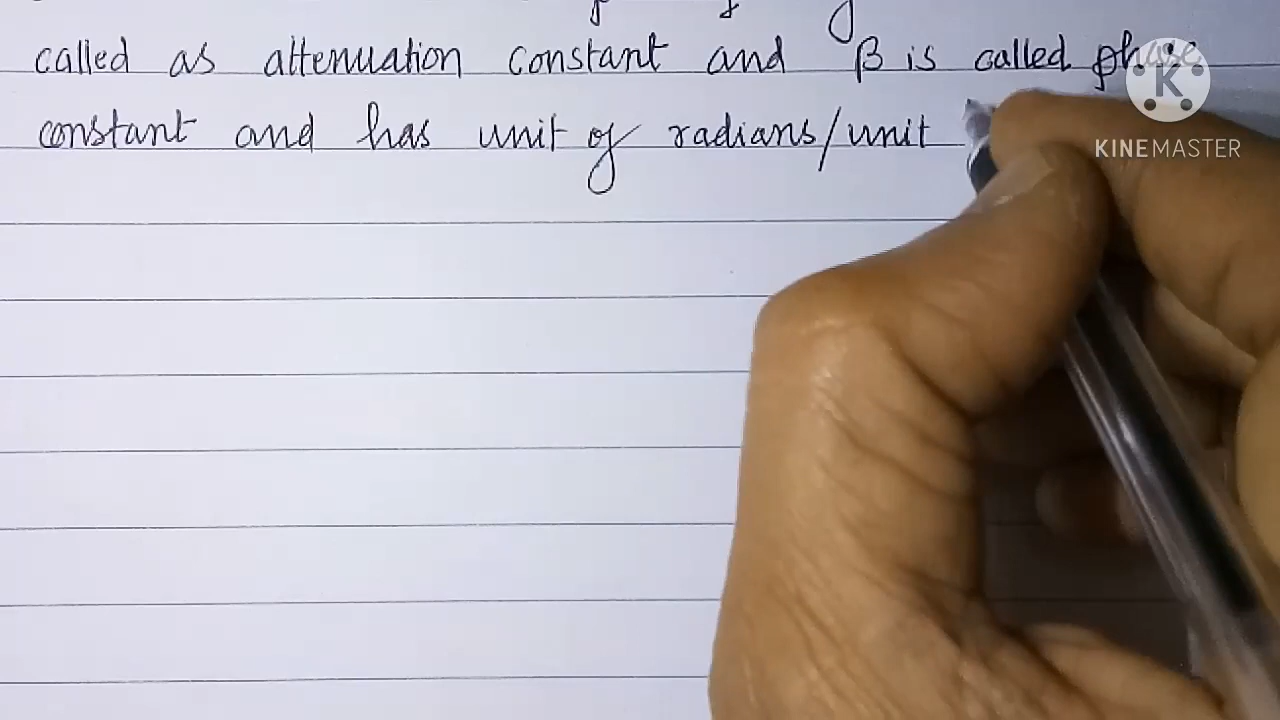 called as attenuation constant and β is called phase
constant and has unit of radians/unit
K
KINEMASTER